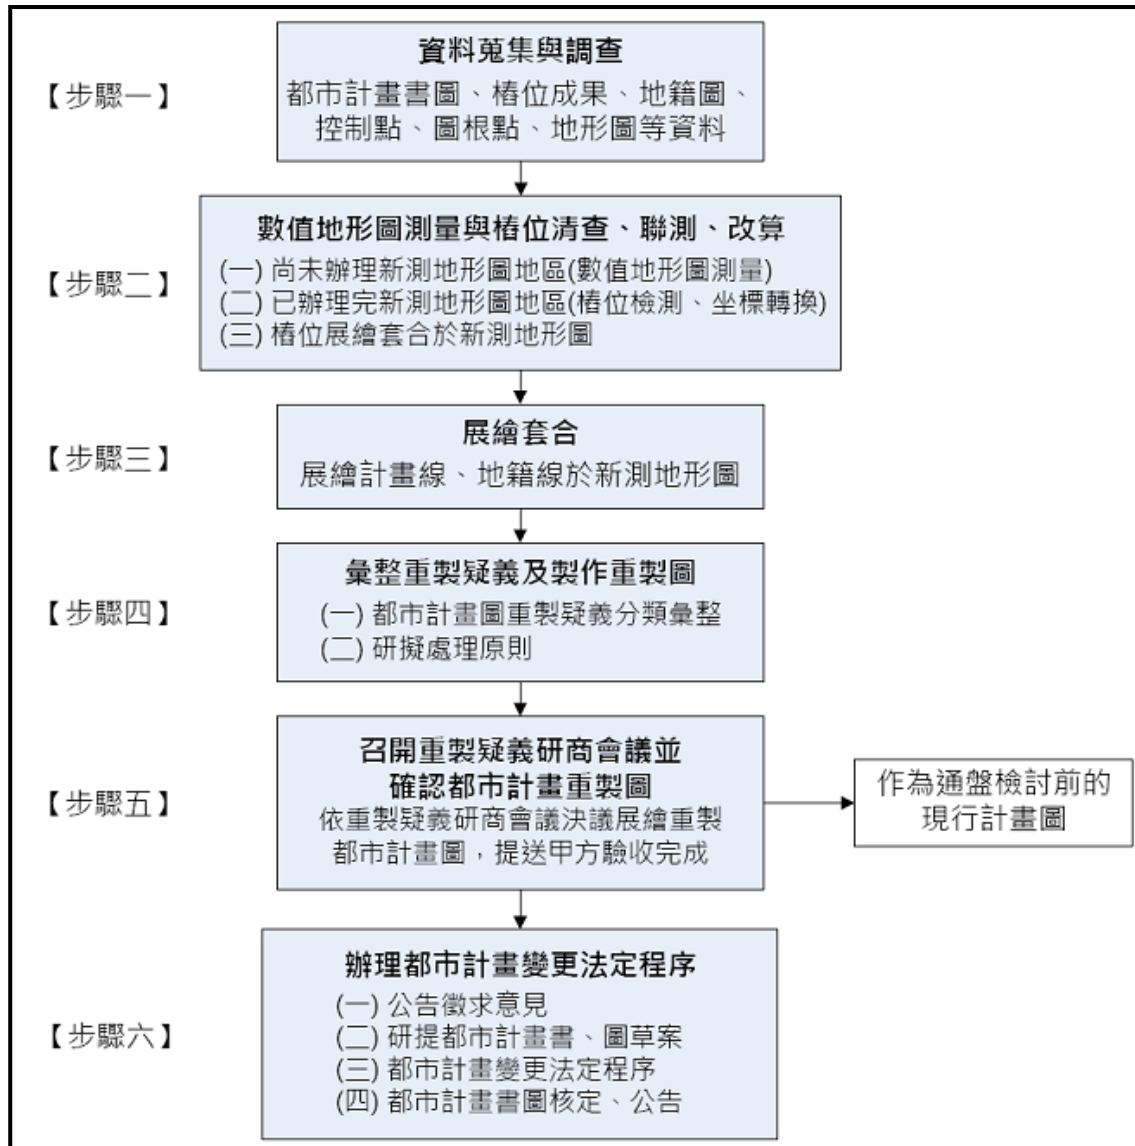 【步驟一】
資料蒐集與調查
都市計畫書圖、樁位成果、地籍圖、
控制點、圖根點、地形圖等資料
【步驟二】
數值地形圖測量與樁位清查、聯測、改算
(一) 尚未辦理新測地形圖地區(數值地形圖測量)
(二) 已辦理完新測地形圖地區(樁位檢測、坐標轉換)
(三) 樁位展繪套合於新測地形圖
【步驟三】
展繪套合
展繪計畫線、地籍線於新測地形圖
【步驟四】
彙整重製疑義及製作重製圖
(一) 都市計畫圖重製疑義分類彙整
(二) 研擬處理原則
【步驟五】
召開重製疑義研商會議並
確認都市計畫重製圖
依重製疑義研商會議決議展繪重製
都市計畫圖，提送甲方驗收完成
作為通盤檢討前的
現行計畫圖
【步驟六】
辦理都市計畫變更法定程序
(一) 公告徵求意見
(二) 研提都市計畫書、圖草案
(三) 都市計畫變更法定程序
(四) 都市計畫書圖核定、公告